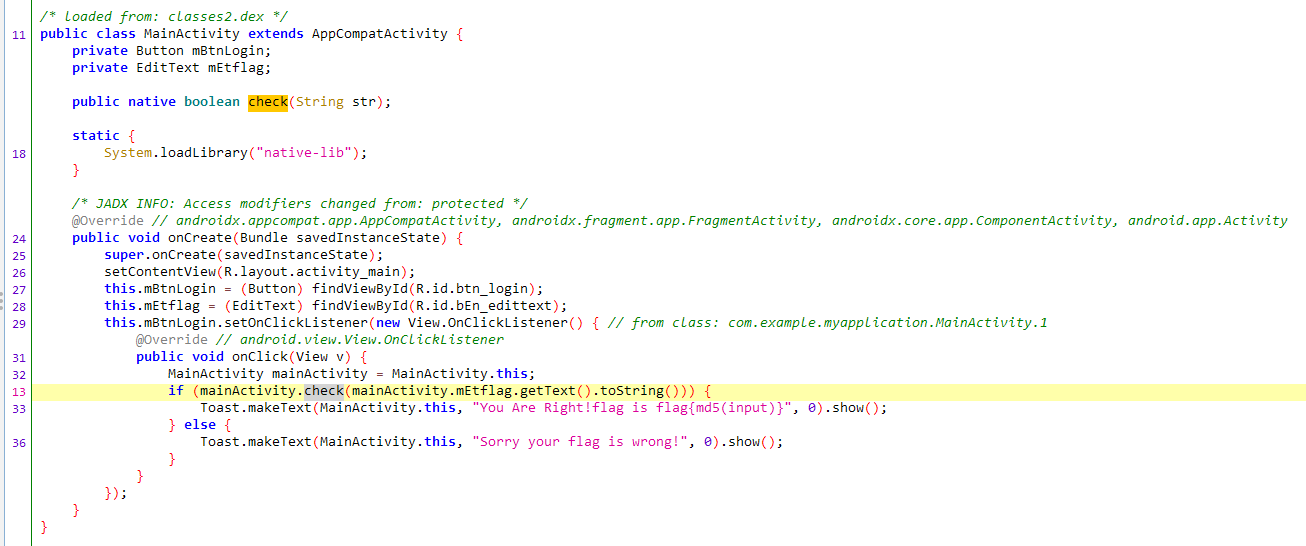 /* loaded from: classes2.dex */
11 public class MainActivity extends AppCompatActivity {
    private Button mBtnLogin;
    private EditText mEtflag;

    public native boolean check(String str);

    static {
18         System.loadLibrary("native-lib");
    }

    /* JADX INFO: Access modifiers changed from: protected */
    @Override // androidx.appcompat.app.AppCompatActivity, androidx.fragment.app.FragmentActivity, androidx.core.app.ComponentActivity, android.app.Activity
24     public void onCreate(Bundle savedInstanceState) {
25         super.onCreate(savedInstanceState);
26         setContentView(R.layout.activity_main);
27         this.mBtnLogin = (Button) findViewById(R.id.btn_login);
28         this.mEtflag = (EditText) findViewById(R.id.bEn_edittext);
29         this.mBtnLogin.setOnClickListener(new View.OnClickListener() { // from class: com.example.myapplication.MainActivity.1
            @Override // android.view.View.OnClickListener
31             public void onClick(View v) {
32                 MainActivity mainActivity = MainActivity.this;
13                 if (mainActivity.check(mainActivity.mEtflag.getText().toString())) {
33                     Toast.makeText(MainActivity.this, "You Are Right!flag is flag{md5(input)}", 0).show();
                } else {
36                     Toast.makeText(MainActivity.this, "Sorry your flag is wrong!", 0).show();
                }
            }
        });
    }
}